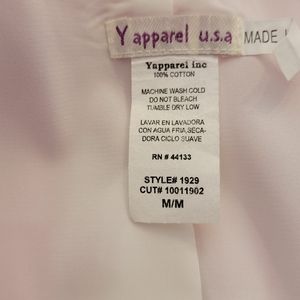 Y apparel u.s.a
MADE
Yapparel inc
100% COTTON
MACHINE WASH COLD
DO NOT BLEACH
TUMBLE DRY LOW
LAVAR EN LAVADORA
CON AGUA FRIA,SECA-
DORA CICLO SUAVE
RN # 44133
STYLE# 1929
CUT# 10011902
M/M